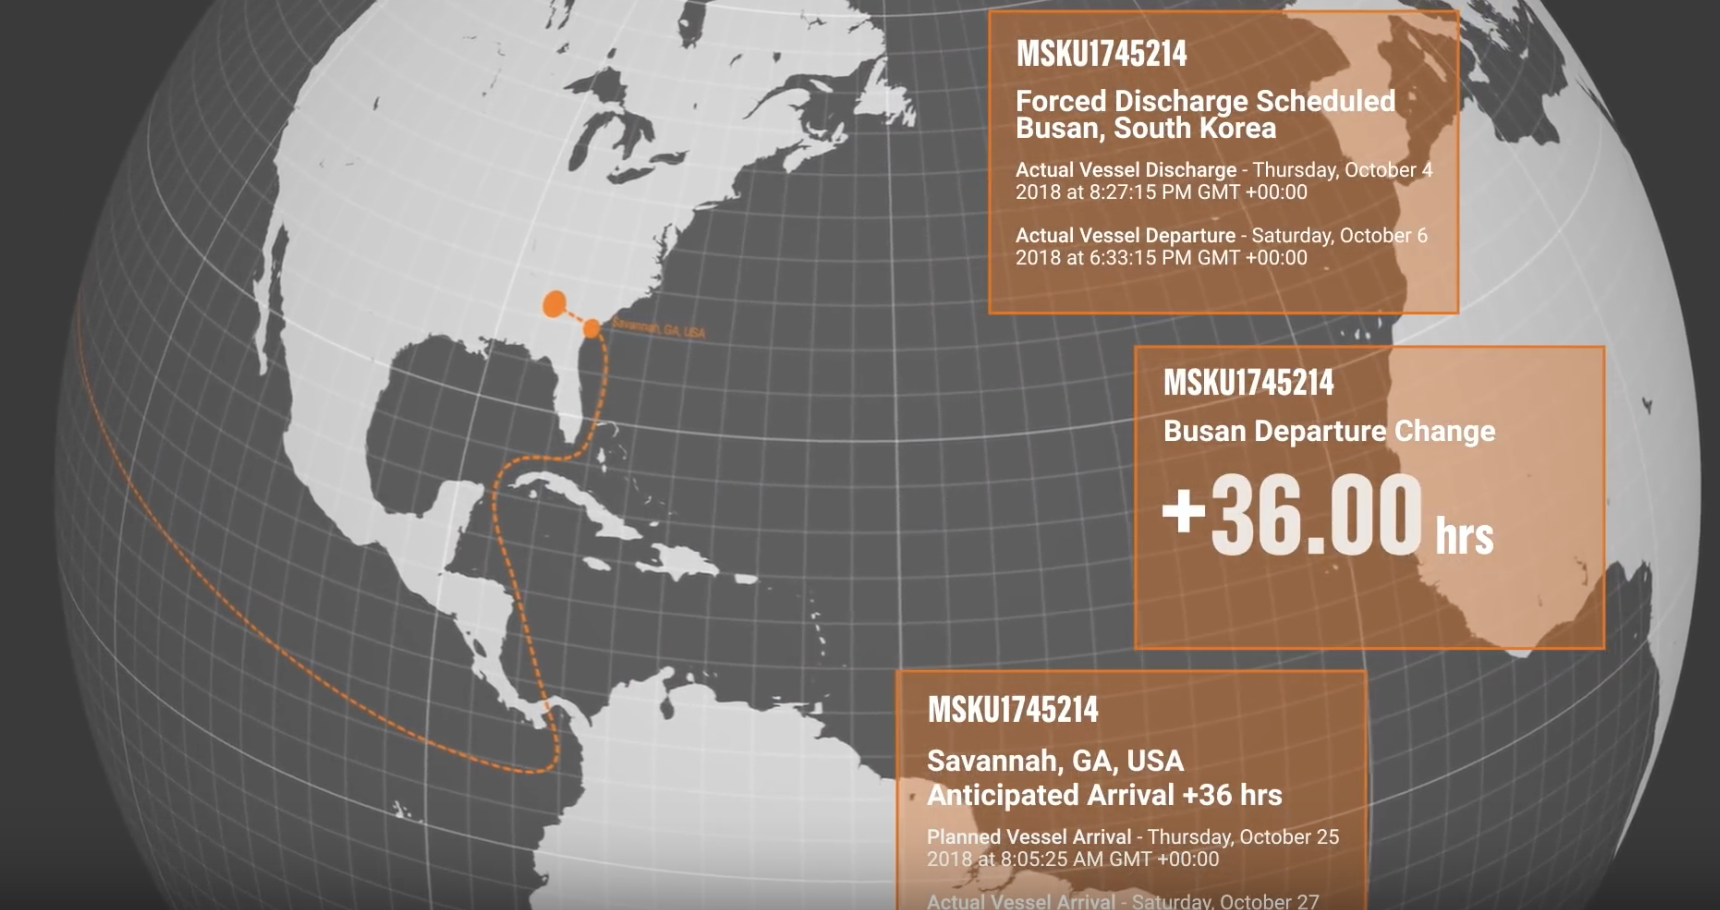 MSKU1745214
Forced Discharge Scheduled
Busan, South Korea
Actual Vessel Discharge - Thursday, October 4
2018 at 8:27:15 PM GMT +00:00
Actual Vessel Departure - Saturday, October 6
2018 at 6:33:15 PM GMT +00:00
Savannah, GA, USA
MSKU1745214
Busan Departure Change
+36.00 hrs
MSKU1745214
Savannah, GA, USA
Anticipated Arrival +36 hrs
Planned Vessel Arrival - Thursday, October 25
2018 at 8:05:25 AM GMT +00:00
Actual Vessel Arrival - Saturday, October 27